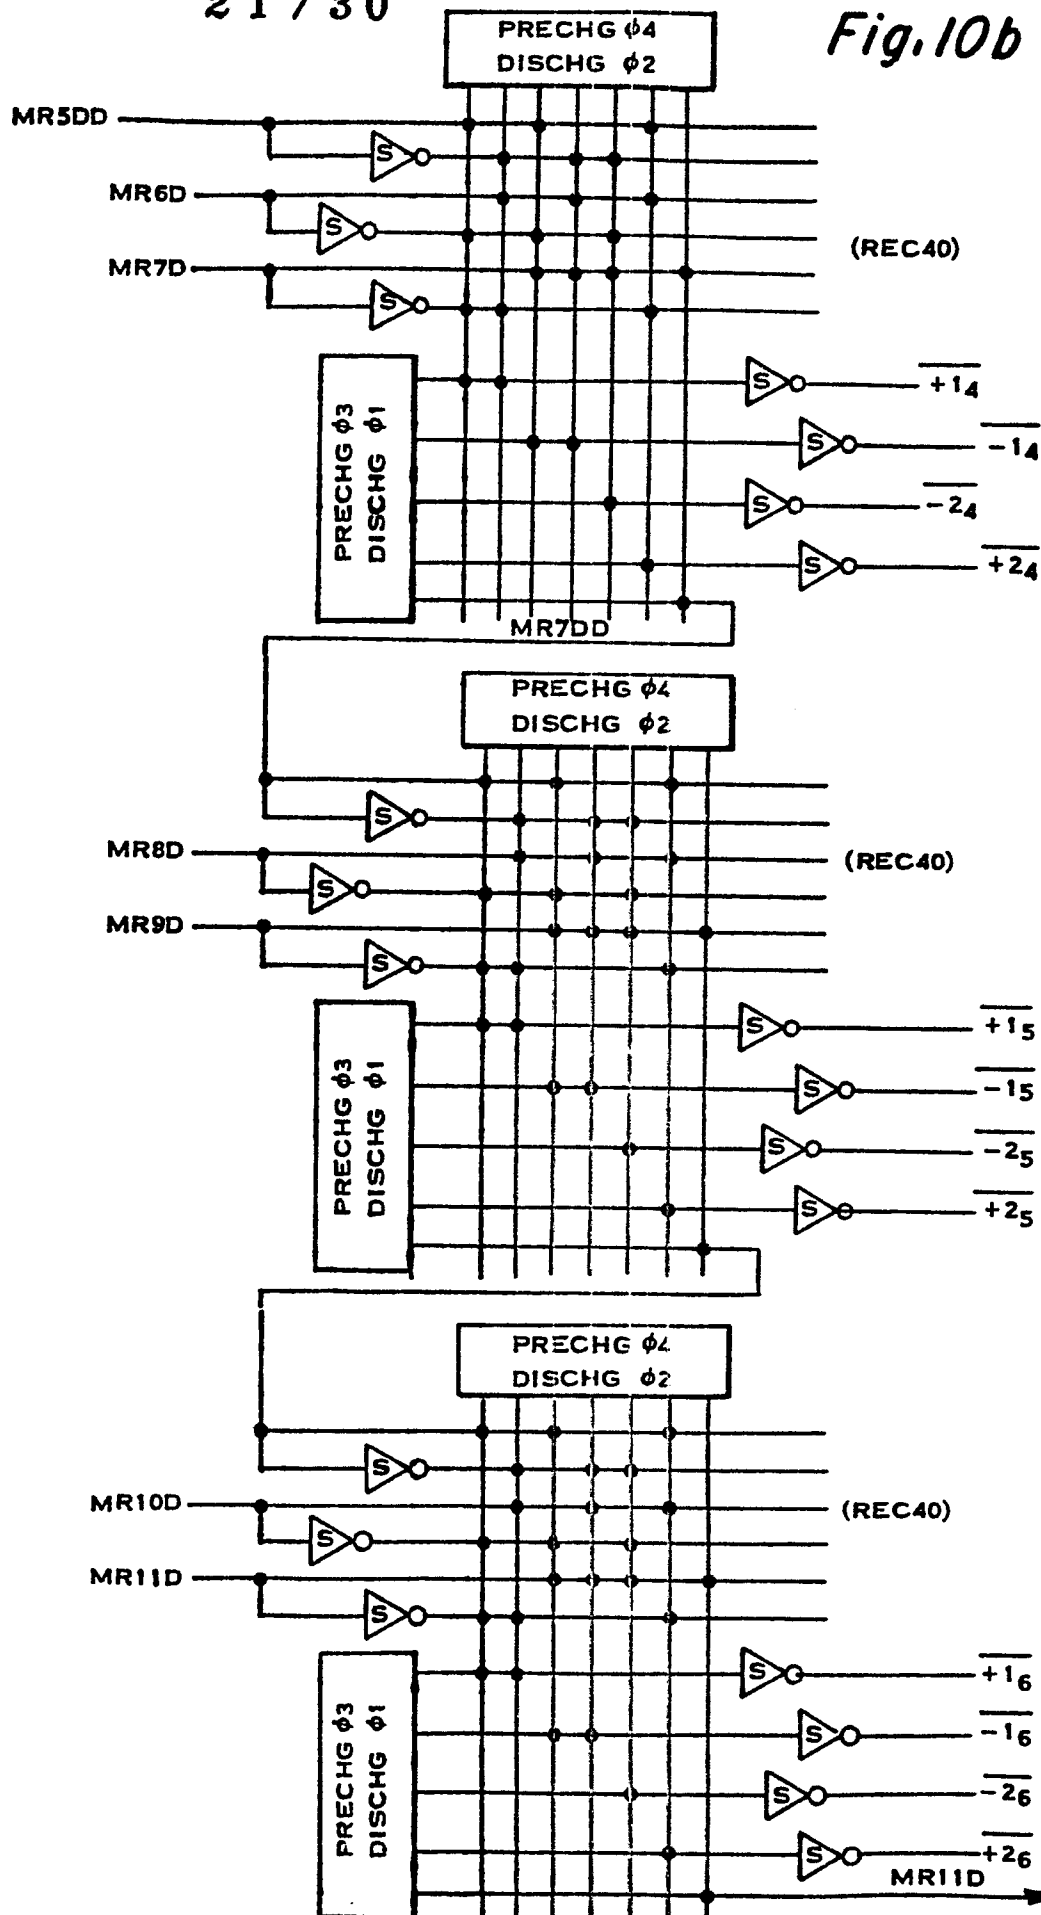 21/30
Fig. 10b
PRECHG ϕ4
DISCHG ϕ2
MR5DD
S
MR6D
S
(REC40)
MR7D
S
PRECHG ϕ3
DISCHG ϕ1
S
+1₄
S
-1₄
S
-2₄
S
+2₄
MR7DD
PRECHG ϕ4
DISCHG ϕ2
S
MR8D
(REC40)
S
MR9D
S
PRECHG ϕ3
DISCHG ϕ1
S
+1₅
S
-1₅
S
-2₅
S
+2₅
PRECHG ϕ4
DISCHG ϕ2
S
MR10D
(REC40)
S
MR11D
S
PRECHG ϕ3
DISCHG ϕ1
S
+1₆
S
-1₆
S
-2₆
S
+2₆
MR11D